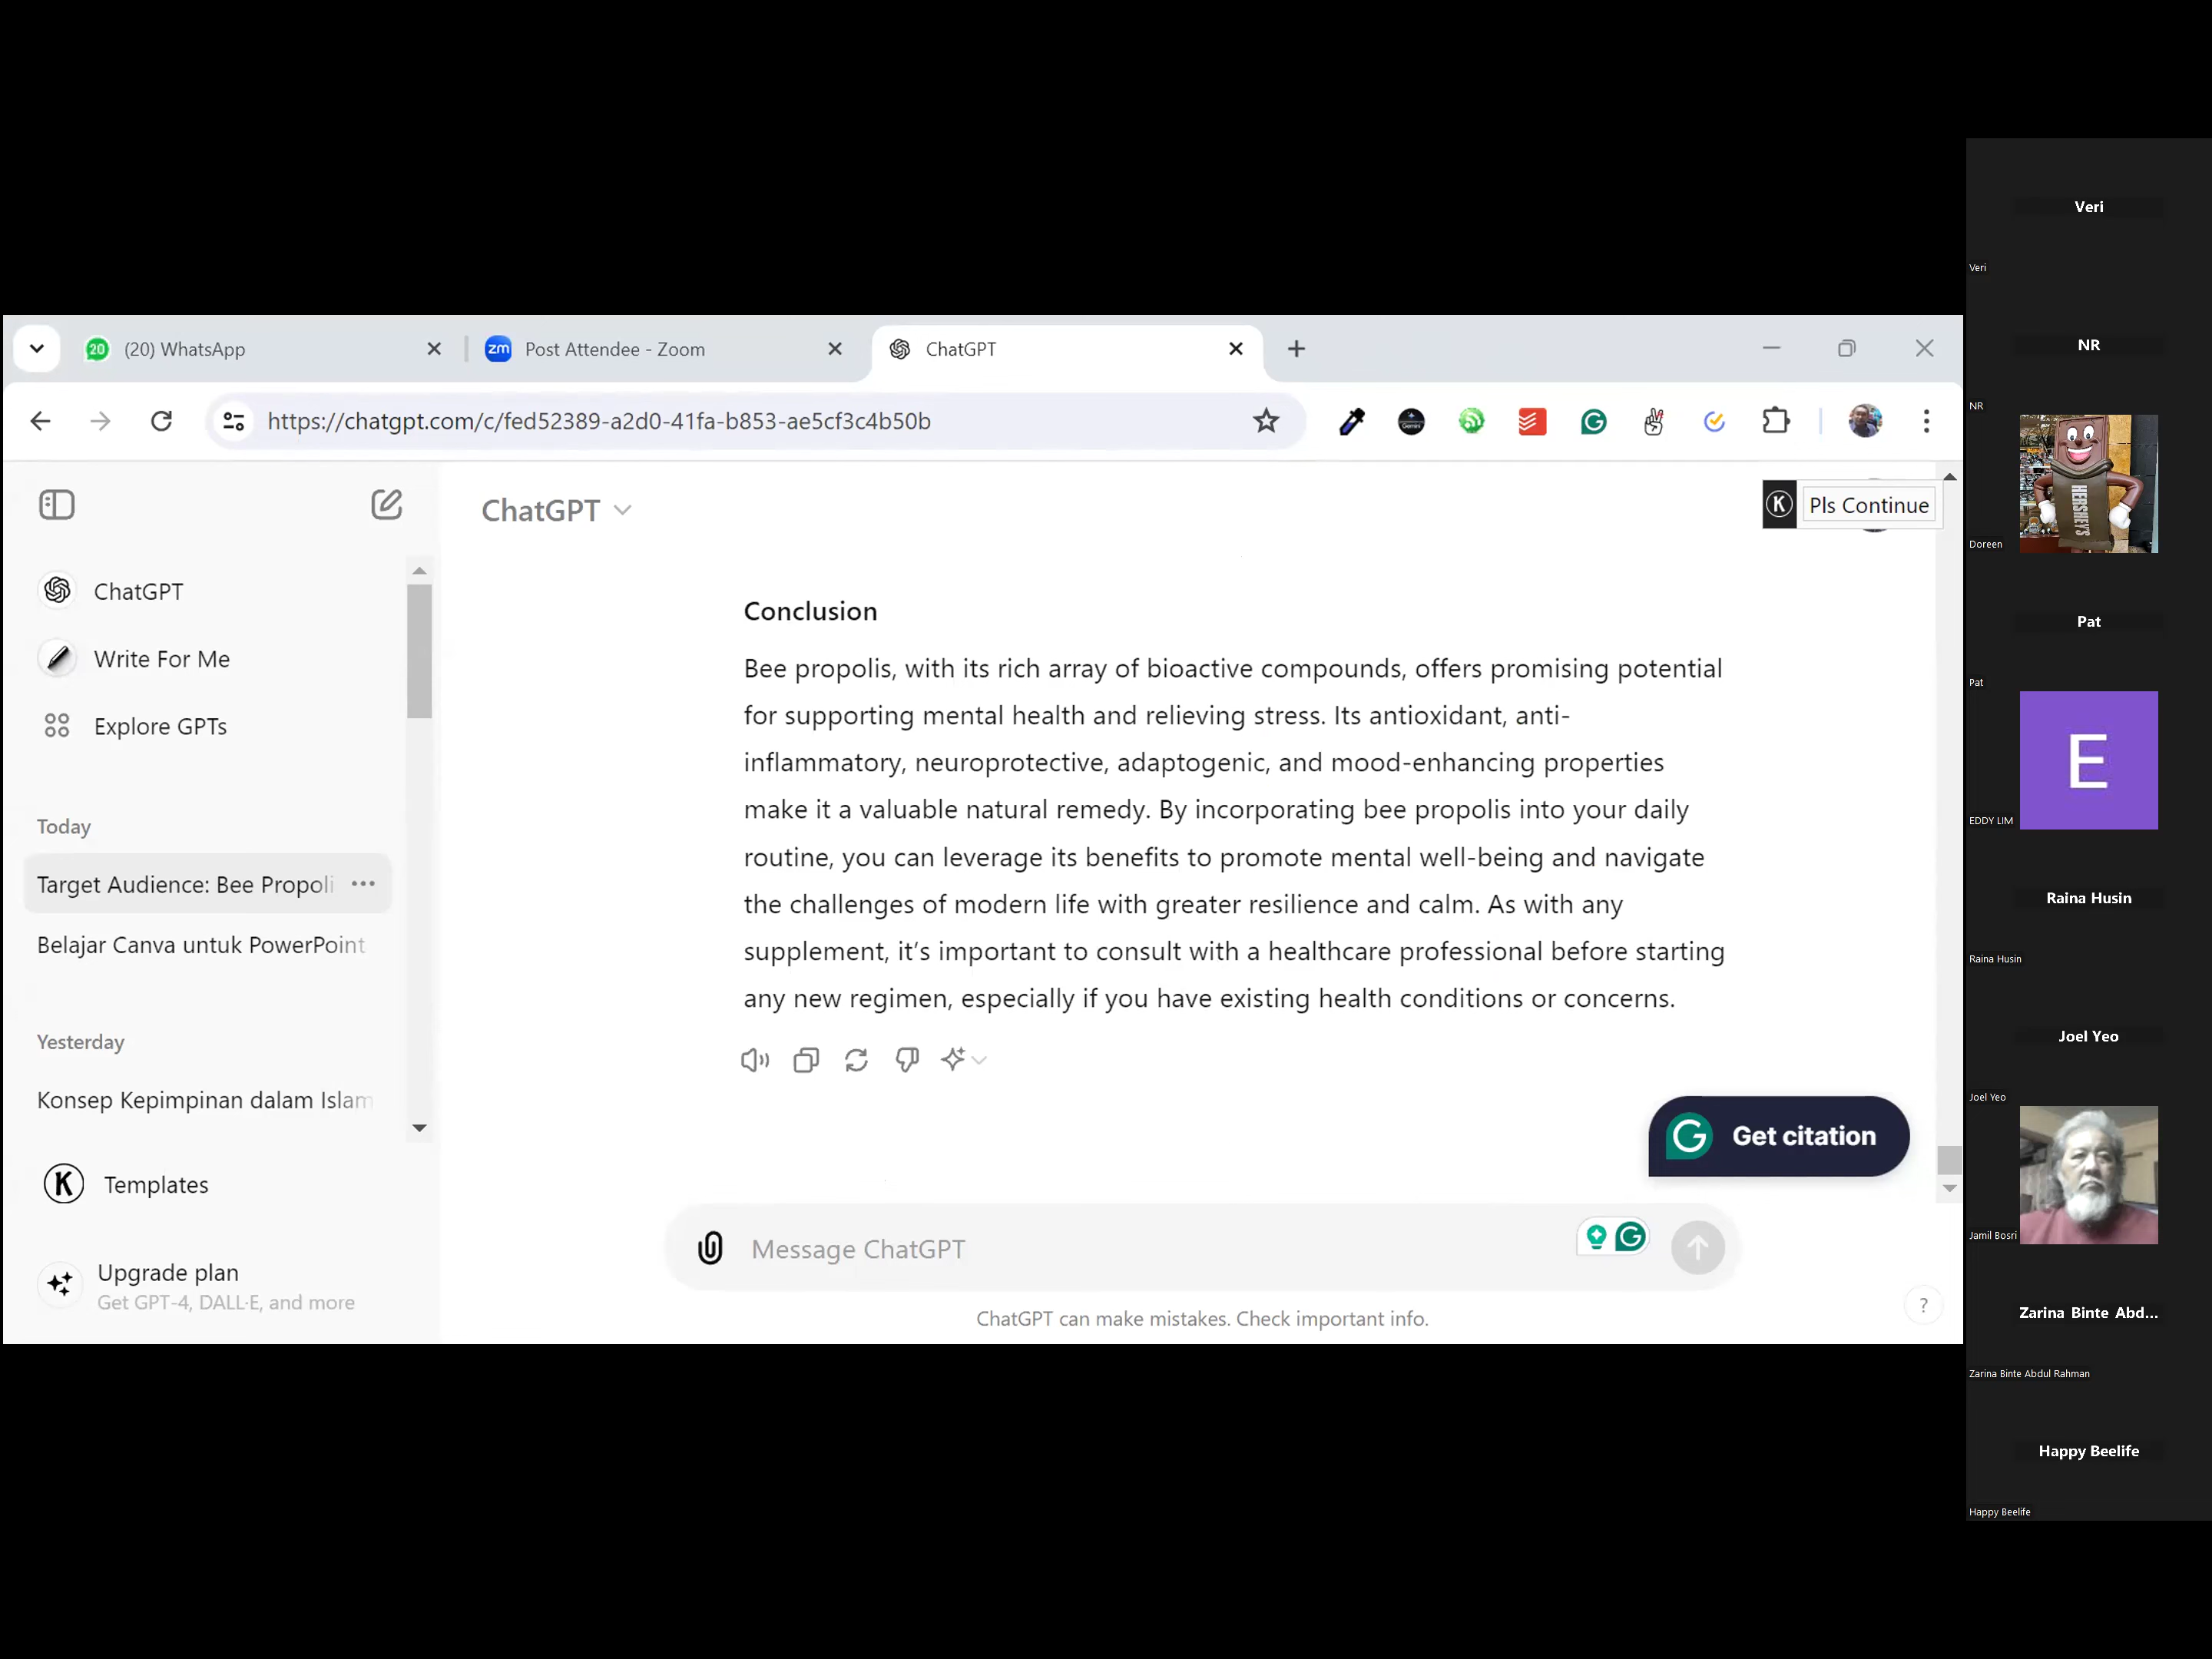 20
(20) WhatsApp
zm
Post Attendee - Zoom
ChatGPT
https://chatgpt.com/c/fed52389-a2d0-41fa-b853-ae5cf3c4b50b
ChatGPT
Write For Me
Explore GPTs
Today
Target Audience: Bee Propoli
Belajar Canva untuk PowerPoint
Yesterday
Konsep Kepimpinan dalam Islam
K
Templates
Upgrade plan
Get GPT-4, DALL·E, and more
ChatGPT
K
Pls Continue
Conclusion
Bee propolis, with its rich array of bioactive compounds, offers promising potential
for supporting mental health and relieving stress. Its antioxidant, anti-
inflammatory, neuroprotective, adaptogenic, and mood-enhancing properties
make it a valuable natural remedy. By incorporating bee propolis into your daily
routine, you can leverage its benefits to promote mental well-being and navigate
the challenges of modern life with greater resilience and calm. As with any
supplement, it’s important to consult with a healthcare professional before starting
any new regimen, especially if you have existing health conditions or concerns.
G Get citation
Message ChatGPT
G
ChatGPT can make mistakes. Check important info.
?
Veri
Veri
NR
NR
HERSHEY'S
Doreen
Pat
Pat
E
EDDY LIM
Raina Husin
Raina Husin
Joel Yeo
Joel Yeo
Jamil Bosri
Zarina Binte Abd...
Zarina Binte Abdul Rahman
Happy Beelife
Happy Beelife